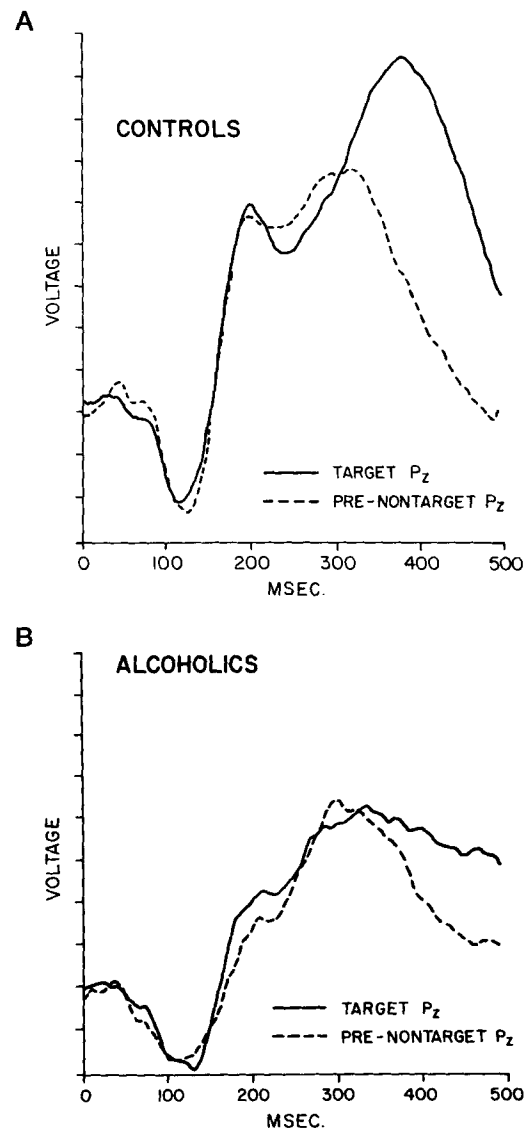 A
CONTROLS
VOLTAGE
TARGET Pz
PRE-NONTARGET Pz
0 100 200 300 400 500
MSEC.
B
ALCOHOLICS
VOLTAGE
TARGET Pz
PRE-NONTARGET Pz
0 100 200 300 400 500
MSEC.